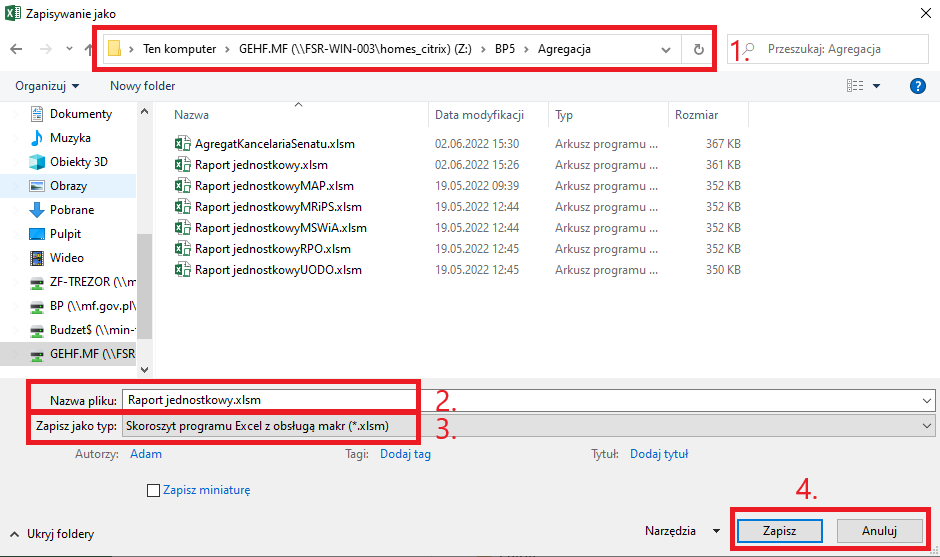 Zapisywanie jako
Ten komputer > GEHF.MF (\\FSR-WIN-003\homes_citrix) (Z:) > BP5 > Agregacja
1.
Przeszukaj: Agregacja
Organizuj Nowy folder
Dokumenty
Muzyka
Obiekty 3D
Obrazy
Pobrane
Pulpit
Wideo
ZF-TREZOR (\\m
BP (\\mf.gov.pl\
Budzet$ (\\min-
GEHF.MF (\\FSR
Nazwa Data modyfikacji Typ Rozmiar
AgregatKancelariaSenatu.xlsm 02.06.2022 15:30 Arkusz programu ... 367 KB
Raport jednostkowy.xlsm 02.06.2022 15:26 Arkusz programu ... 361 KB
Raport jednostkowyMAP.xlsm 19.05.2022 09:39 Arkusz programu ... 352 KB
Raport jednostkowyMRiPS.xlsm 19.05.2022 12:44 Arkusz programu ... 352 KB
Raport jednostkowyMSWiA.xlsm 19.05.2022 12:44 Arkusz programu ... 352 KB
Raport jednostkowyRPO.xlsm 19.05.2022 12:45 Arkusz programu ... 352 KB
Raport jednostkowyUODO.xlsm 19.05.2022 12:45 Arkusz programu ... 350 KB
Nazwa pliku: Raport jednostkowy.xlsm 2.
Zapisz jako typ: Skoroszyt programu Excel z obsługą makr (*.xlsm) 3.
Autorzy: Adam Tagi: Dodaj tag Tytuł: Dodaj tytuł
Zapisz miniaturę
4.
Ukryj foldery Narzędzia Zapisz Anuluj